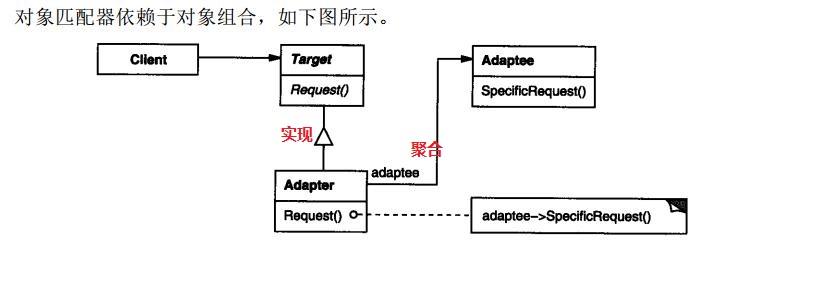 对象匹配器依赖于对象组合，如下图所示。
Client
Target
Request()
Adaptee
SpecificRequest()
实现
聚合
adaptee
Adapter
Request()
adaptee->SpecificRequest()